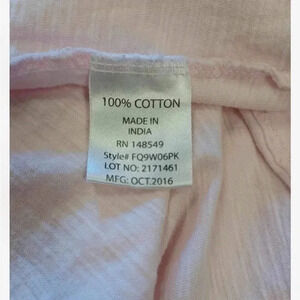 100% COTTON
MADE IN
INDIA
RN 148549
Style# FQ9W06PK
LOT NO: 2171461
MFG: OCT.2016